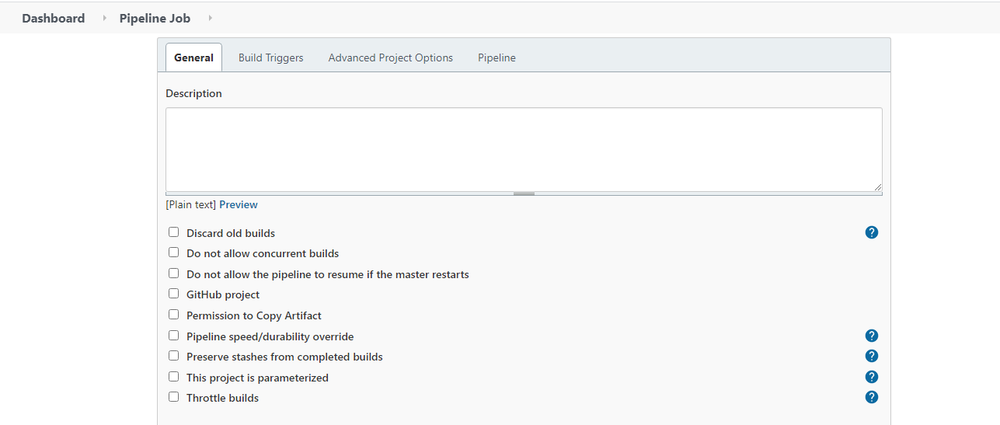 Dashboard Pipeline Job
General Build Triggers Advanced Project Options Pipeline
Description
[Plain text] Preview
Discard old builds ?
Do not allow concurrent builds
Do not allow the pipeline to resume if the master restarts
GitHub project
Permission to Copy Artifact
Pipeline speed/durability override ?
Preserve stashes from completed builds ?
This project is parameterized ?
Throttle builds ?